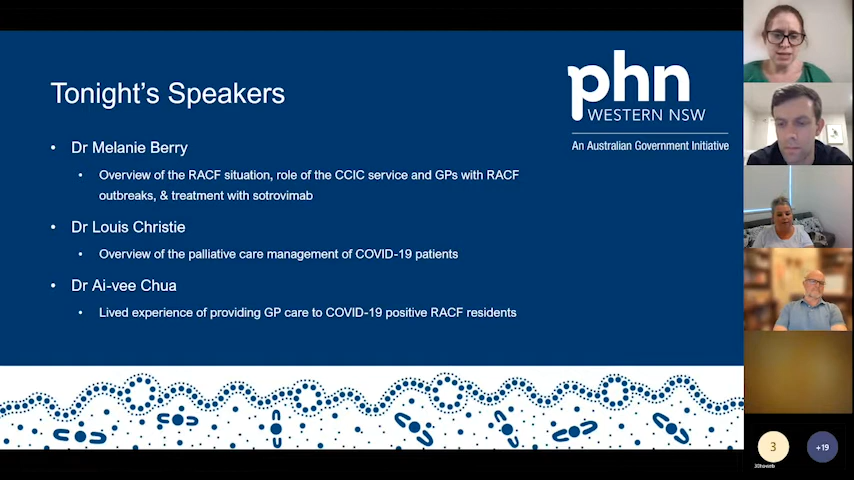 Tonight's Speakers
phn
WESTERN NSW
An Australian Government Initiative
• Dr Melanie Berry
• Overview of the RACF situation, role of the CCIC service and GPs with RACF
outbreaks, & treatment with sotrovimab
• Dr Louis Christie
• Overview of the palliative care management of COVID-19 patients
• Dr Ai-vee Chua
• Lived experience of providing GP care to COVID-19 positive RACF residents
3
+19